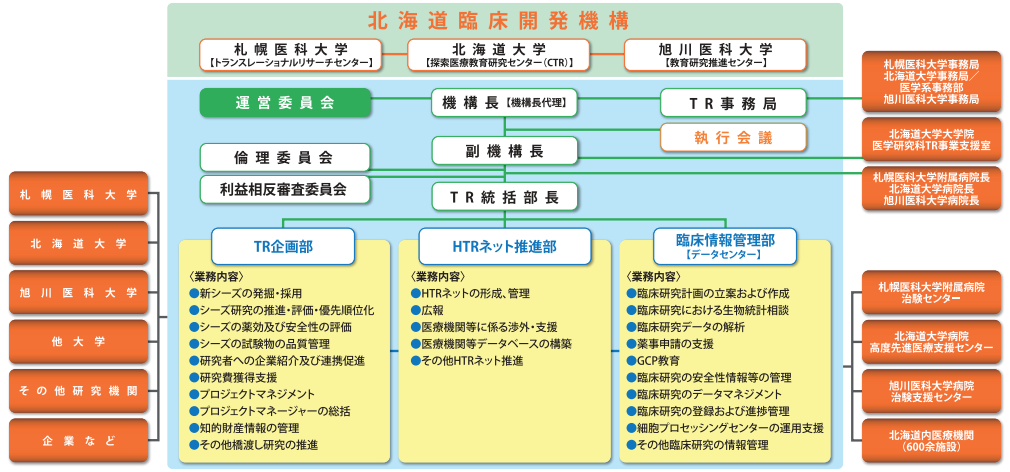 北海道臨床開発機構
札幌医科大学
【トランスレーショナルリサーチセンター】
北海道大学
【探索医療教育研究センター（CTR）】
旭川医科大学
【教育研究推進センター】
運営委員会
機構長【機構長代理】
TR事務局
執行会議
副機構長
倫理委員会
利益相反審査委員会
TR統括部長
札幌医科大学事務局
北海道大学事務局／
医学系事務部
旭川医科大学事務局
北海道大学大学院
医学研究科TR事業支援室
札幌医科大学附属病院長
北海道大学病院長
旭川医科大学病院長
札幌医科大学
北海道大学
旭川医科大学
他大学
その他研究機関
企業など
TR企画部
〈業務内容〉
●新シーズの発掘・採用
●シーズ研究の推進・評価・優先順位化
●シーズの薬効及び安全性の評価
●シーズの試験物の品質管理
●研究者への企業紹介及び連携促進
●研究費獲得支援
●プロジェクトマネジメント
●プロジェクトマネージャーの総括
●知的財産情報の管理
●その他橋渡し研究の推進
HTRネット推進部
〈業務内容〉
●HTRネットの形成、管理
●広報
●医療機関等に係る渉外・支援
●医療機関等データベースの構築
●その他HTRネット推進
臨床情報管理部
【データセンター】
〈業務内容〉
●臨床研究計画の立案および作成
●臨床研究における生物統計相談
●臨床研究データの解析
●薬事申請の支援
●GCP教育
●臨床研究の安全性情報等の管理
●臨床研究のデータマネジメント
●臨床研究の登録および進捗管理
●細胞プロセッシングセンターの運用支援
●その他臨床研究の情報管理
札幌医科大学附属病院
治験センター
北海道大学病院
高度先進医療支援センター
旭川医科大学病院
治験支援センター
北海道内医療機関
（600余施設）